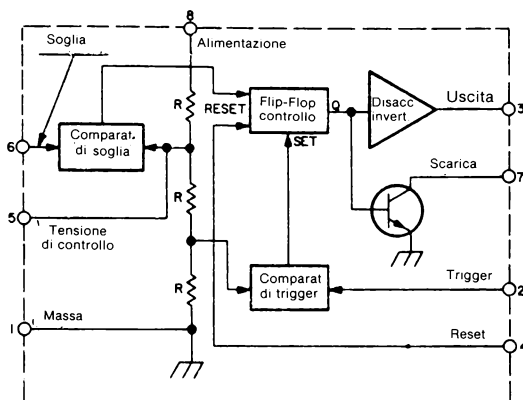 8
Soglia
Alimentazione
R
RESET
Flip-Flop
controllo
Q
Disacc
invert
Uscita
3
6
Comparat.
di soglia
SET
Scarica
7
5
R
Tensione
di controllo
Comparat
di trigger
Trigger
2
R
1
Massa
Reset
4